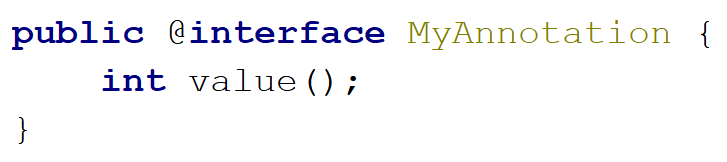 public @interface MyAnnotation {
    int value();
}